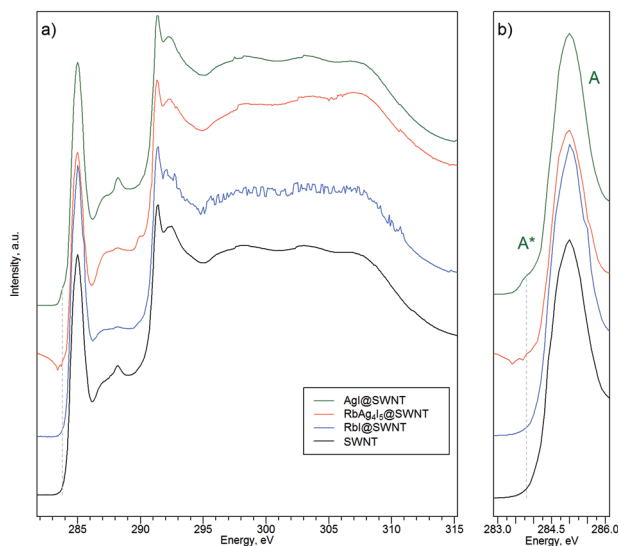 a)
b)
A
A*
Intensity, a.u.
AgI@SWNT
RbAg₄I₅@SWNT
RbI@SWNT
SWNT
285 290 295 300 305 310 315
Energy, eV
283.0 284.5 286.0
Energy, eV